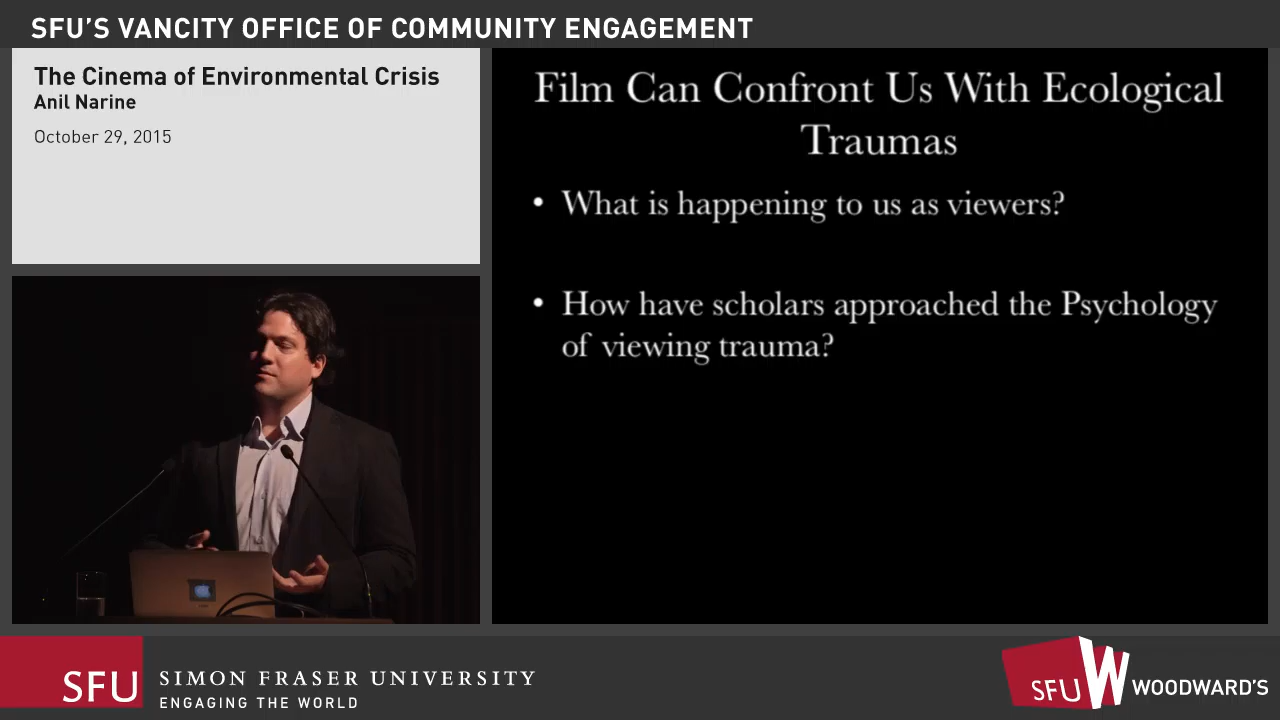 SFU'S VANCITY OFFICE OF COMMUNITY ENGAGEMENT
The Cinema of Environmental Crisis
Anil Narine
October 29, 2015
Film Can Confront Us With Ecological
Traumas
• What is happening to us as viewers?
• How have scholars approached the Psychology
of viewing trauma?
SFU
SIMON FRASER UNIVERSITY
ENGAGING THE WORLD
SFU W WOODWARD'S